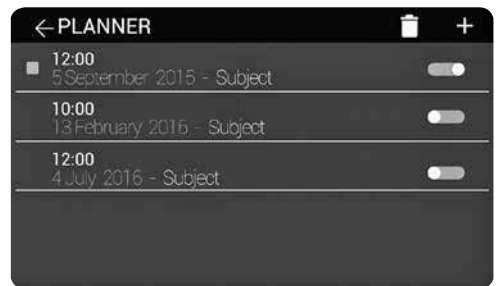 PLANNER
12:00
5 September 2015 - Subject
10:00
13 February 2016 - Subject
12:00
4 July 2016 - Subject